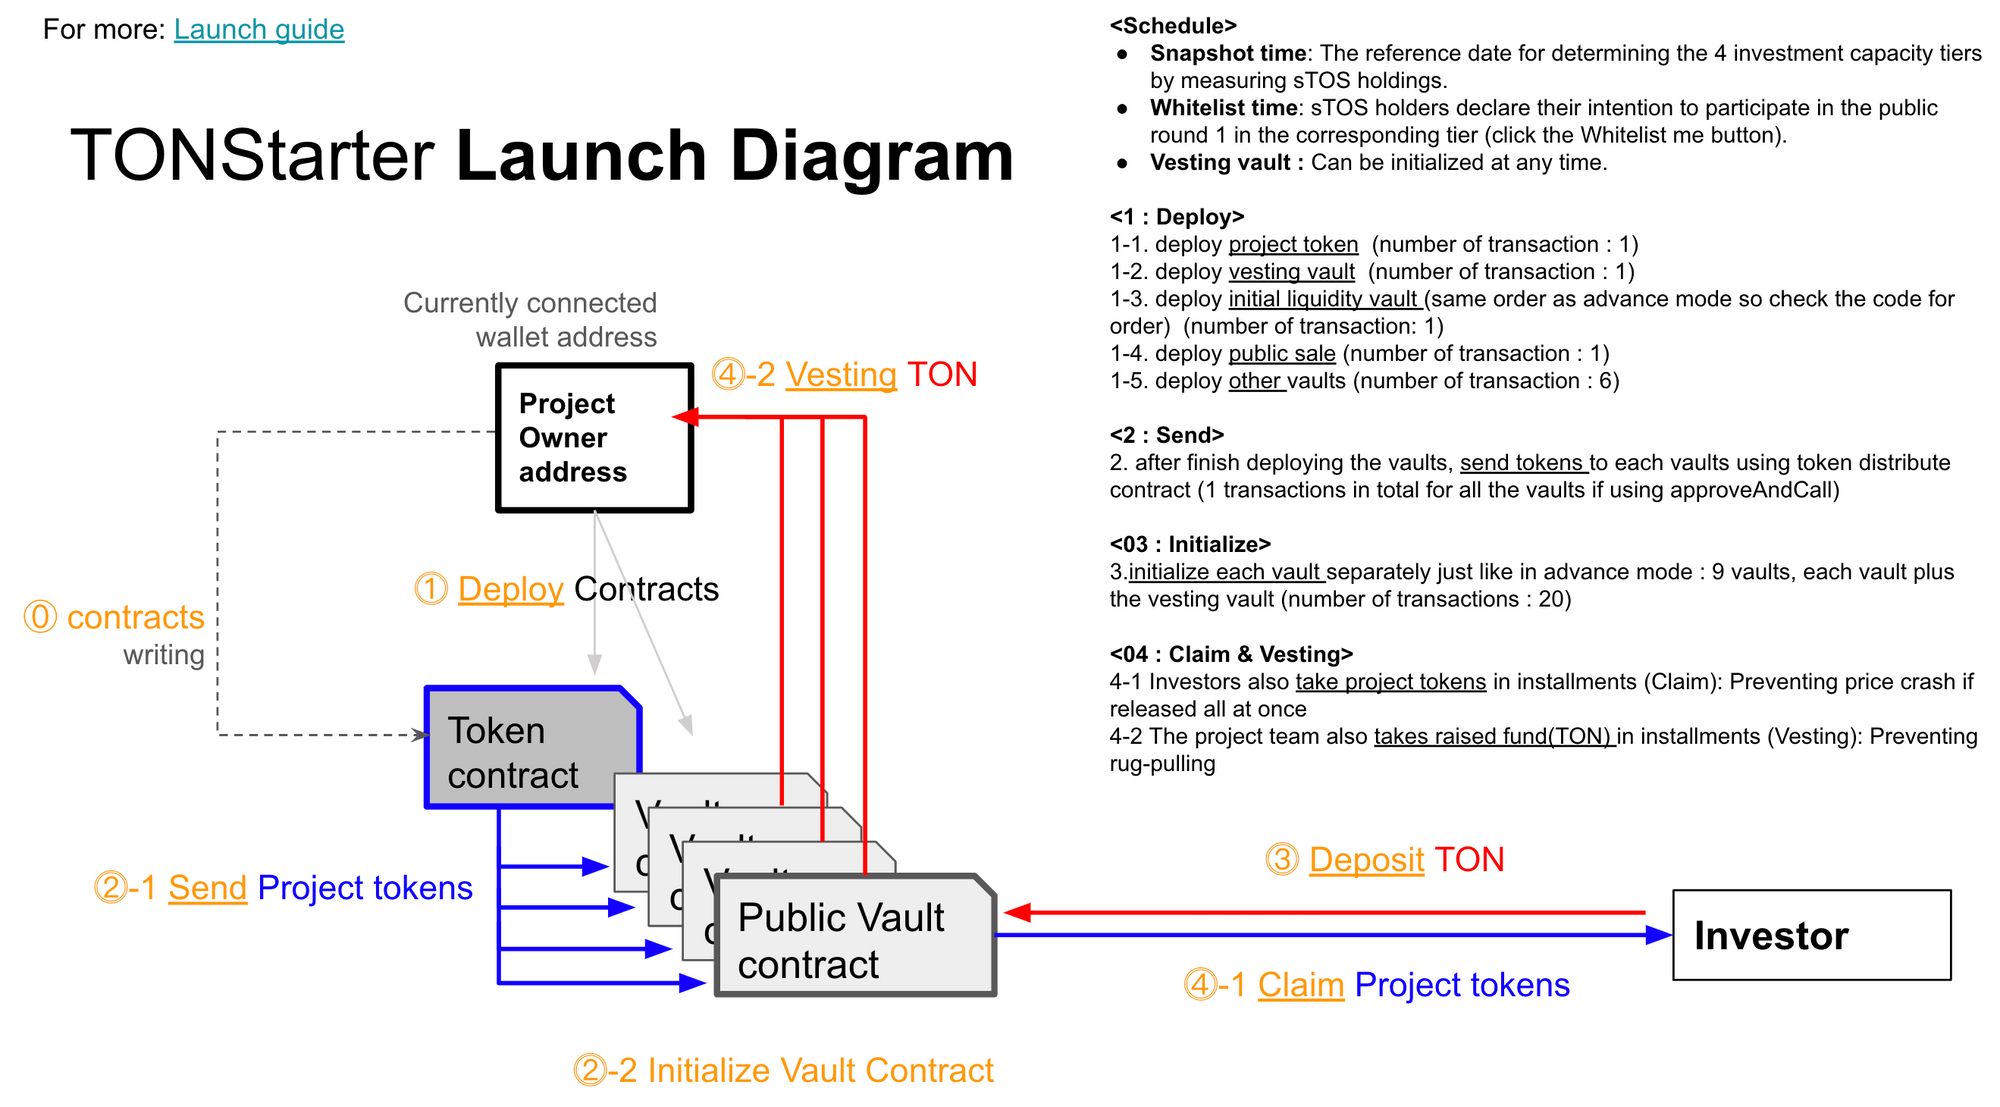 For more: Launch guide
TONStarter Launch Diagram
<Schedule>
● Snapshot time: The reference date for determining the 4 investment capacity tiers
by measuring sTOS holdings.
● Whitelist time: sTOS holders declare their intention to participate in the public
round 1 in the corresponding tier (click the Whitelist me button).
● Vesting vault : Can be initialized at any time.
<1 : Deploy>
1-1. deploy project token (number of transaction : 1)
1-2. deploy vesting vault (number of transaction : 1)
1-3. deploy initial liquidity vault (same order as advance mode so check the code for
order) (number of transaction: 1)
1-4. deploy public sale (number of transaction : 1)
1-5. deploy other vaults (number of transaction : 6)
<2 : Send>
2. after finish deploying the vaults, send tokens to each vaults using token distribute
contract (1 transactions in total for all the vaults if using approveAndCall)
<03 : Initialize>
3.initialize each vault separately just like in advance mode : 9 vaults, each vault plus
the vesting vault (number of transactions : 20)
<04 : Claim & Vesting>
4-1 Investors also take project tokens in installments (Claim): Preventing price crash if
released all at once
4-2 The project team also takes raised fund(TON) in installments (Vesting): Preventing
rug-pulling
Currently connected
wallet address
Project
Owner
address
④-2 Vesting TON
① Deploy Contracts
⓪ contracts
writing
Token
contract
②-1 Send Project tokens
Public Vault
contract
③ Deposit TON
Investor
④-1 Claim Project tokens
②-2 Initialize Vault Contract